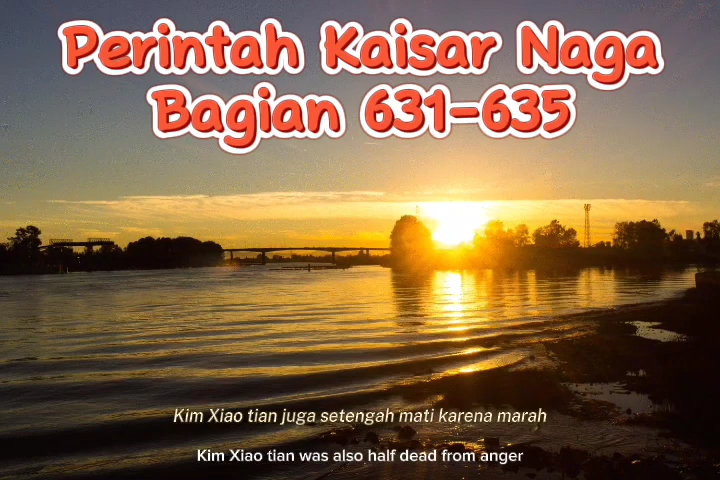 Perintah Kaisar Naga
Bagian 631-635
Kim Xiao tian juga setengah mati karena marah
Kim Xiao tian was also half dead from anger